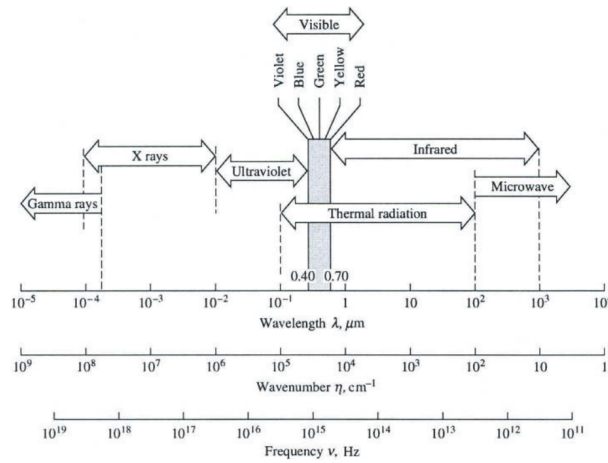 Visible
Violet
Blue
Green
Yellow
Red
X rays
Infrared
Ultraviolet
Microwave
Gamma rays
Thermal radiation
0.40 0.70
10⁻⁵ 10⁻⁴ 10⁻³ 10⁻² 10⁻¹ 1 10 10² 10³ 10
Wavelength λ, μm
10⁹ 10⁸ 10⁷ 10⁶ 10⁵ 10⁴ 10³ 10² 10 1
Wavenumber η, cm⁻¹
10¹⁹ 10¹⁸ 10¹⁷ 10¹⁶ 10¹⁵ 10¹⁴ 10¹³ 10¹² 10¹¹
Frequency ν, Hz